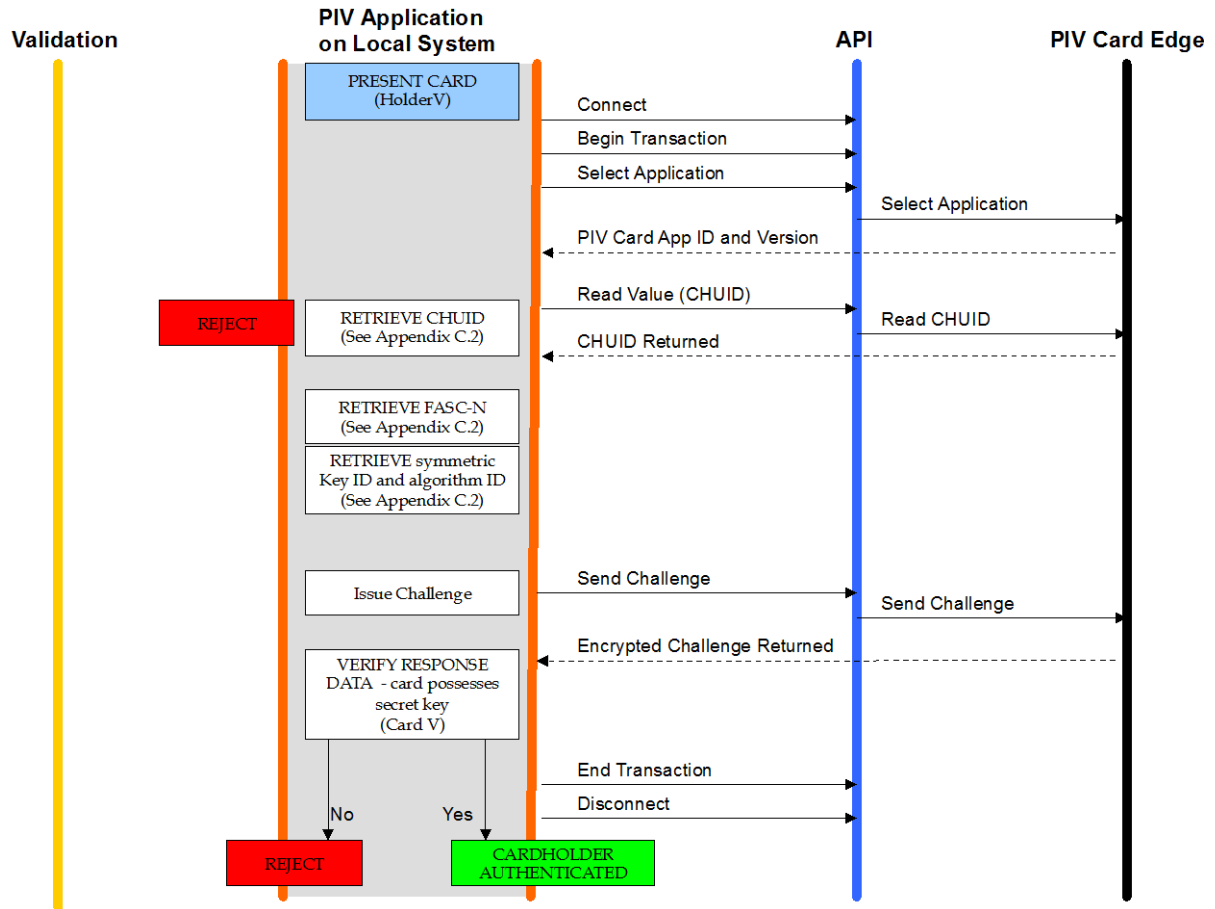 PIV Application
on Local System
Validation
API
PIV Card Edge
PRESENT CARD
(HolderV)
Connect
Begin Transaction
Select Application
Select Application
PIV Card App ID and Version
Read Value (CHUID)
REJECT
RETRIEVE CHUID
(See Appendix C.2)
Read CHUID
CHUID Returned
RETRIEVE FASC-N
(See Appendix C.2)
RETRIEVE symmetric
Key ID and algorithm ID
(See Appendix C.2)
Issue Challenge
Send Challenge
Send Challenge
Encrypted Challenge Returned
VERIFY RESPONSE
DATA - card possesses
secret key
(Card V)
End Transaction
Disconnect
No
Yes
REJECT
CARDHOLDER
AUTHENTICATED